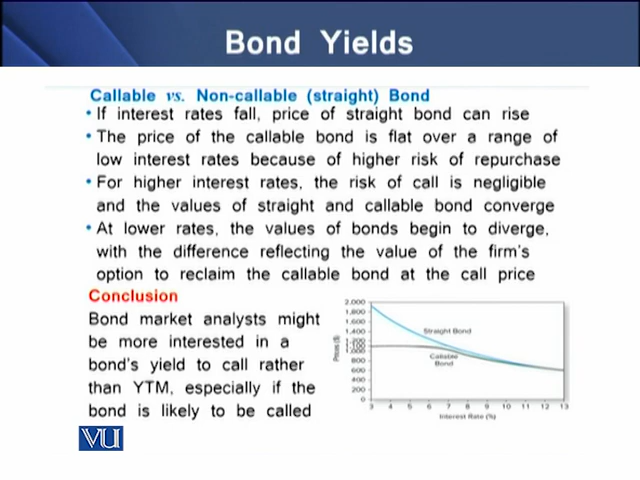 Bond Yields
Callable vs. Non-callable (straight) Bond
• If interest rates fall, price of straight bond can rise
• The price of the callable bond is flat over a range of
low interest rates because of higher risk of repurchase
• For higher interest rates, the risk of call is negligible
and the values of straight and callable bond converge
• At lower rates, the values of bonds begin to diverge,
with the difference reflecting the value of the firm's
option to reclaim the callable bond at the call price
Conclusion
Bond market analysts might
be more interested in a
bond's yield to call rather
than YTM, especially if the
bond is likely to be called
2,000
1,800
1,600
1,400
1,200
1,100
1,000
800
600
400
200
0
Prices ($)
Straight Bond
Callable
Bond
3 4 5 6 7 8 9 10 11 12 13
Interest Rate (%)
VU